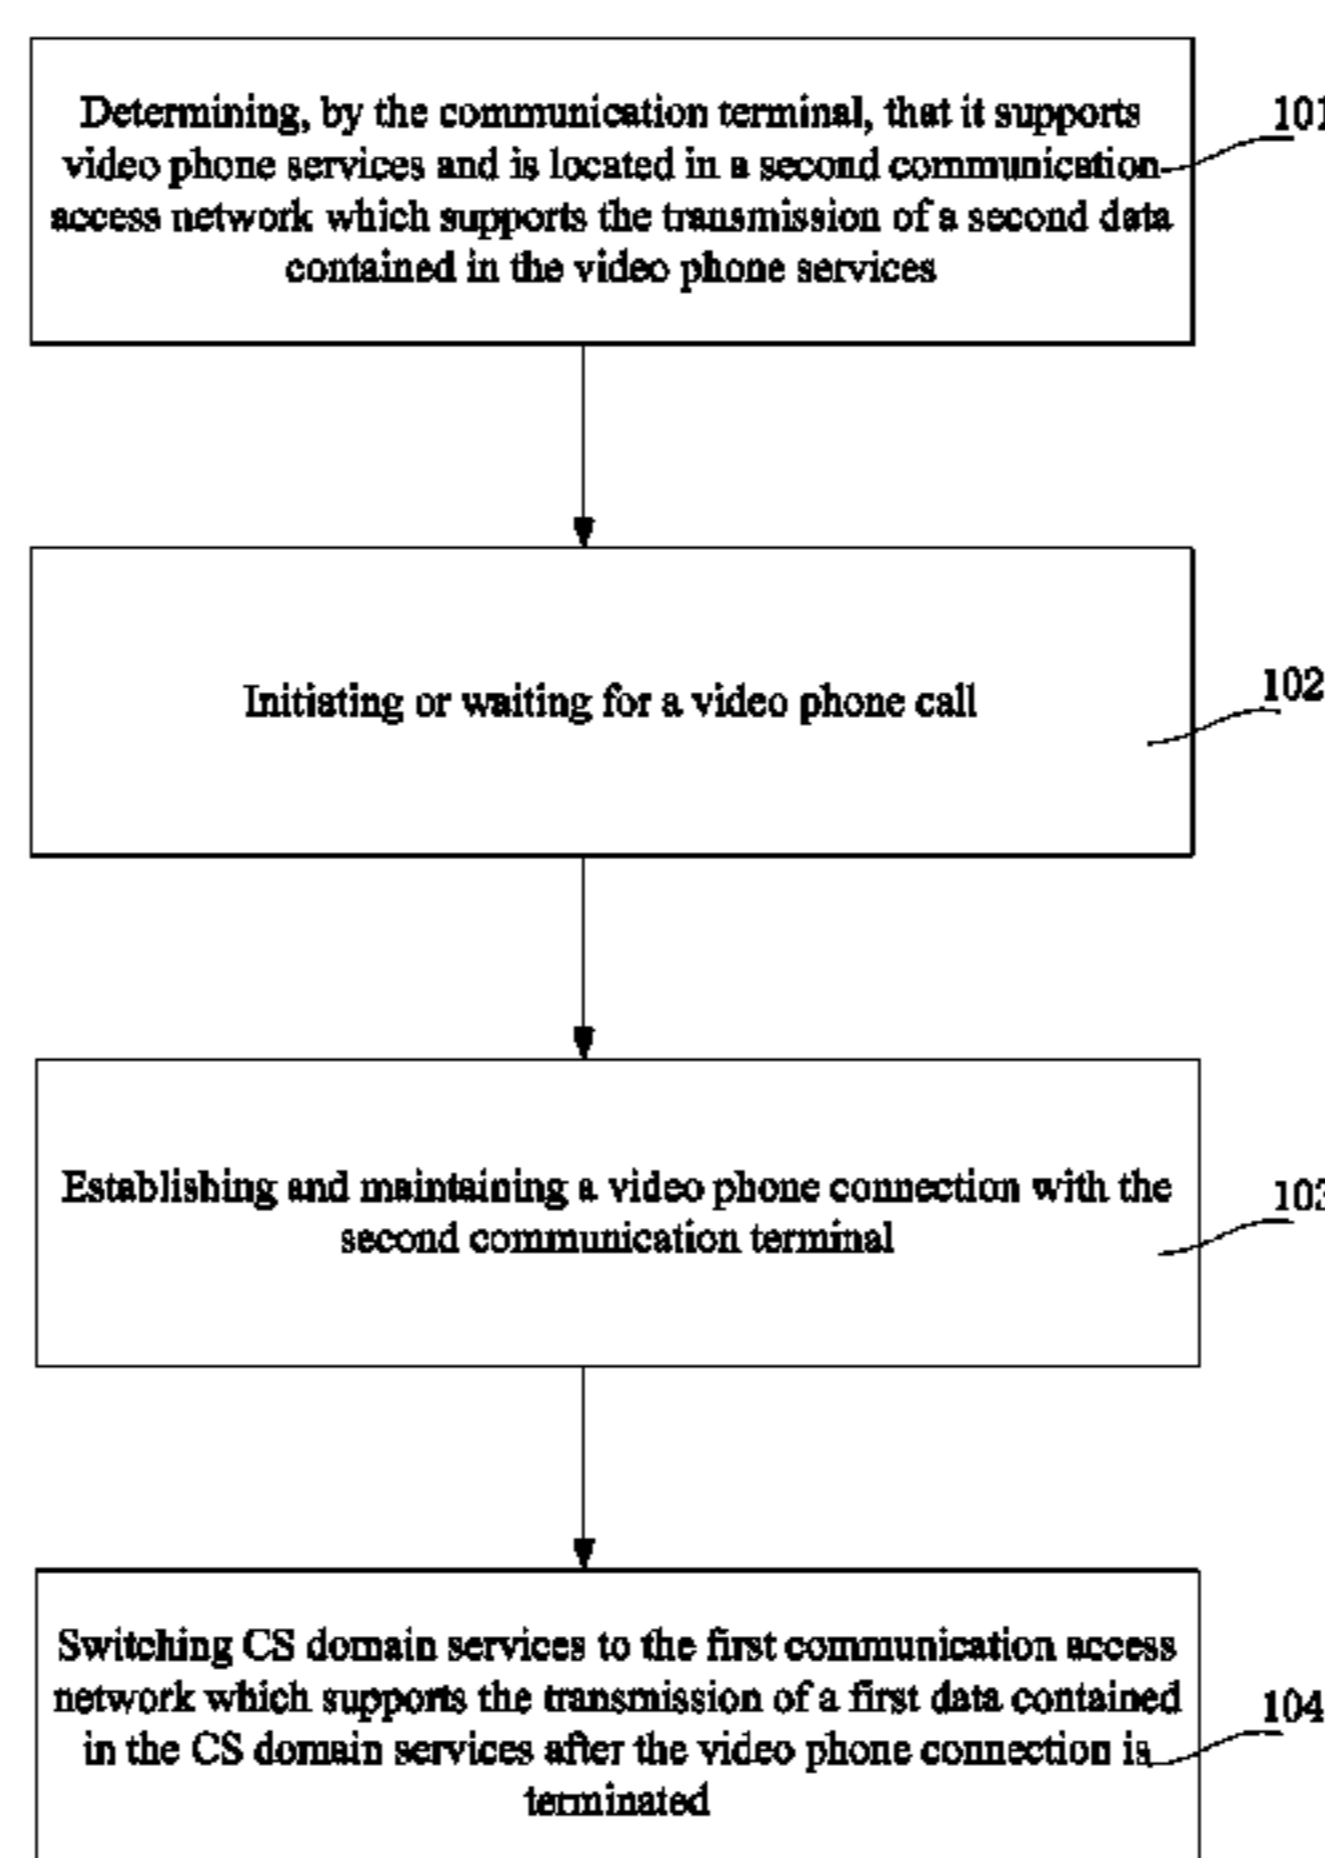 Determining, by the communication terminal, that it supports
video phone services and is located in a second communication
access network which supports the transmission of a second data
contained in the video phone services
101
Initiating or waiting for a video phone call
102
Establishing and maintaining a video phone connection with the
second communication terminal
103
Switching CS domain services to the first communication access
network which supports the transmission of a first data contained
in the CS domain services after the video phone connection is
terminated
104